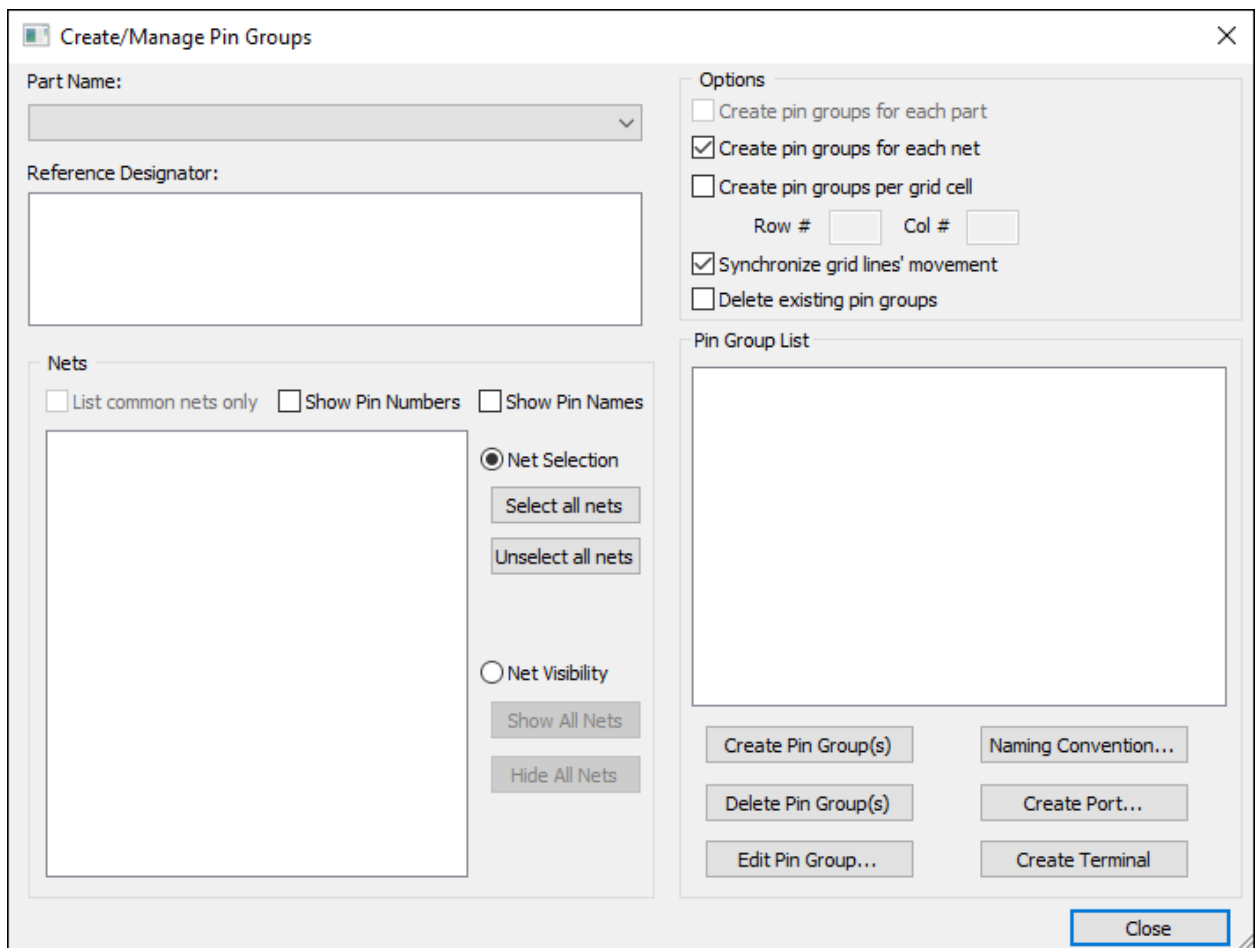 Create/Manage Pin Groups
Part Name:
Reference Designator:
Nets
List common nets only Show Pin Numbers Show Pin Names
Net Selection
Select all nets
Unselect all nets
Net Visibility
Show All Nets
Hide All Nets
Options
Create pin groups for each part
Create pin groups for each net
Create pin groups per grid cell
Row # Col #
Synchronize grid lines' movement
Delete existing pin groups
Pin Group List
Create Pin Group(s) Naming Convention...
Delete Pin Group(s) Create Port...
Edit Pin Group... Create Terminal
Close